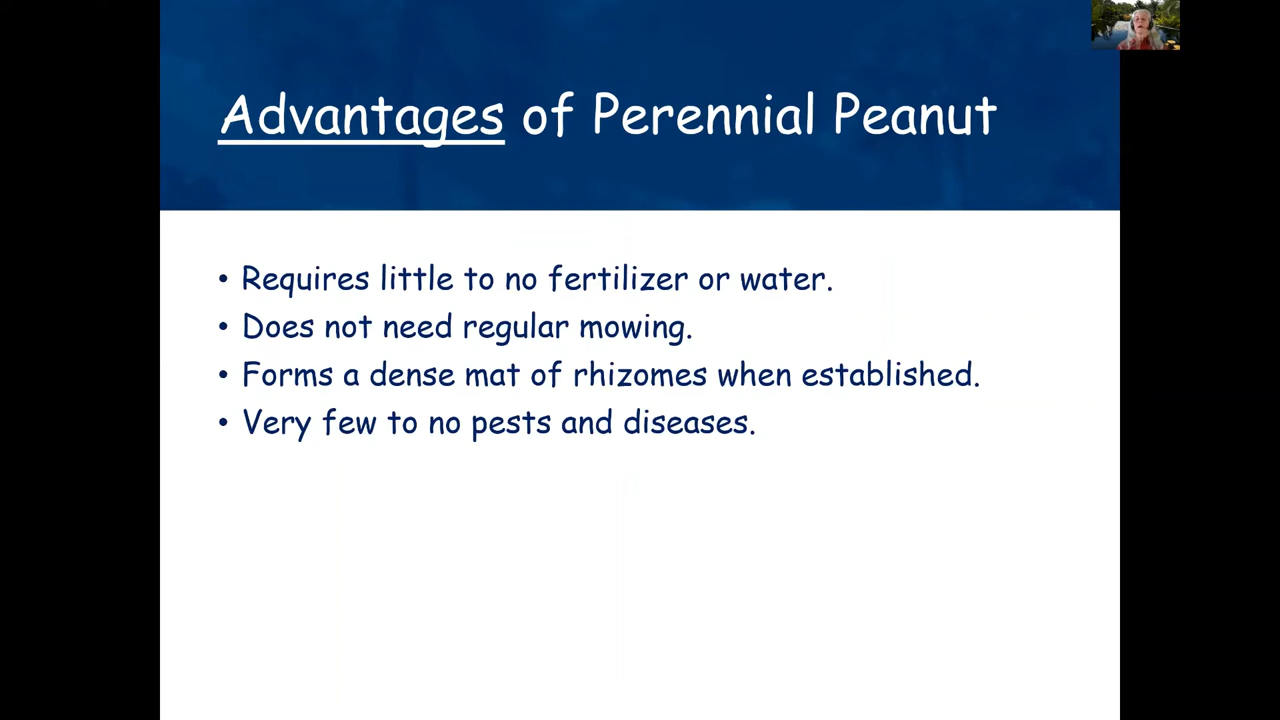 Advantages of Perennial Peanut
• Requires little to no fertilizer or water.
• Does not need regular mowing.
• Forms a dense mat of rhizomes when established.
• Very few to no pests and diseases.